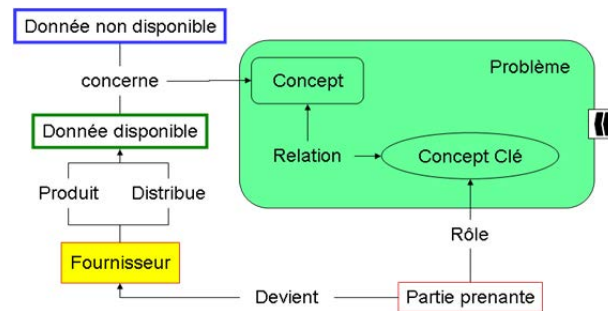 Donnée non disponible
Problème
concerne
Concept
Donnée disponible
Relation
Concept Clé
Produit
Distribue
Rôle
Fournisseur
Devient
Partie prenante